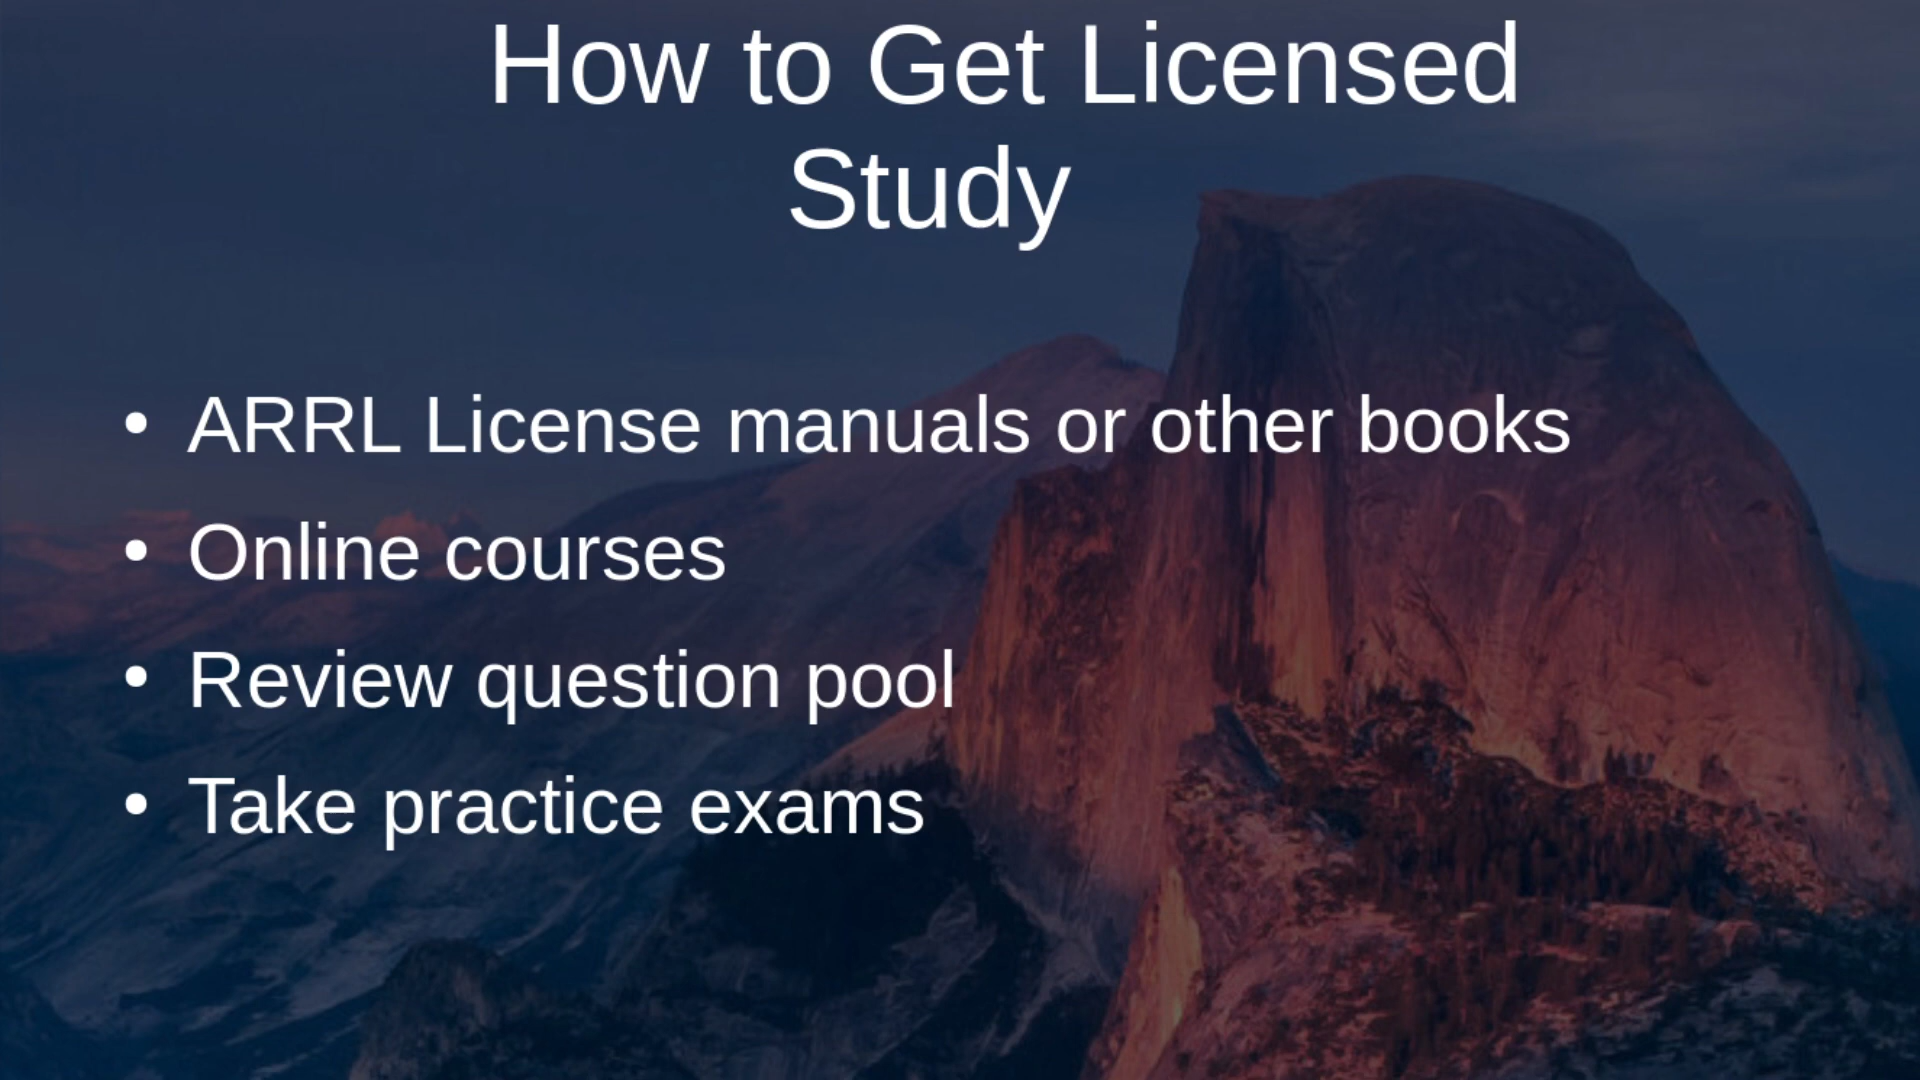 How to Get Licensed
Study
• ARRL License manuals or other books
• Online courses
• Review question pool
• Take practice exams